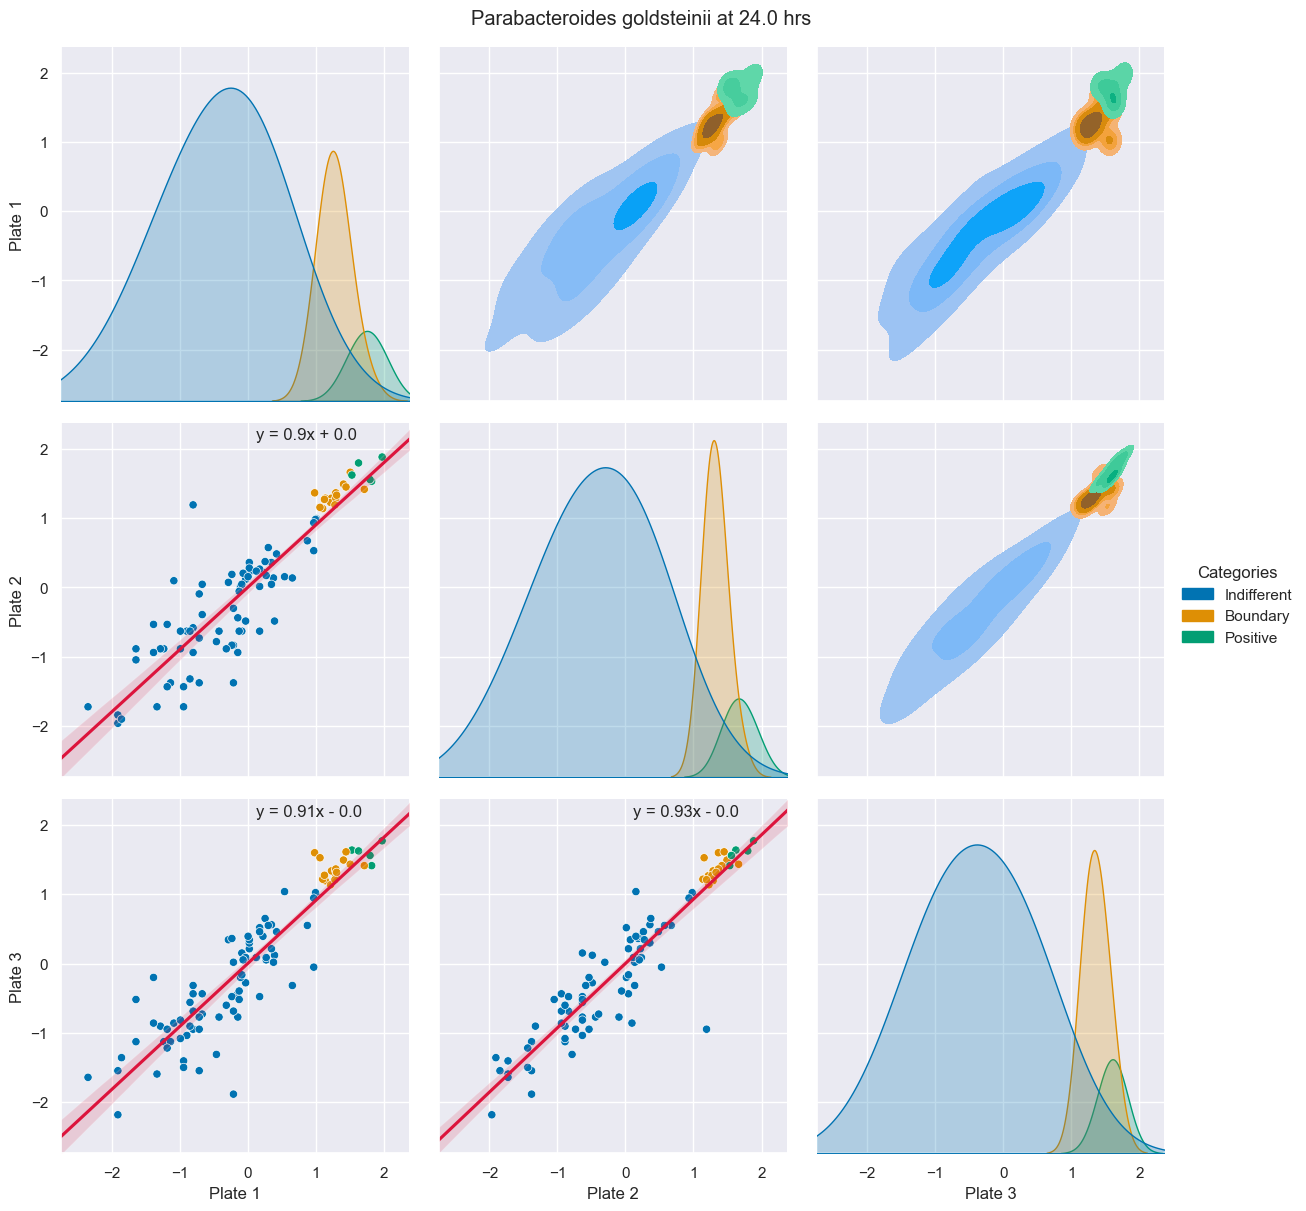 Parabacteroides goldsteinii at 24.0 hrs
2
1
0
−1
−2
Plate 1
y = 0.9x + 0.0
2
1
0
−1
−2
Plate 2
Categories
Indifferent
Boundary
Positive
y = 0.91x - 0.0
y = 0.93x - 0.0
2
1
0
−1
−2
Plate 3
−2 −1 0 1 2
−2 −1 0 1 2
−2 −1 0 1 2
Plate 1
Plate 2
Plate 3